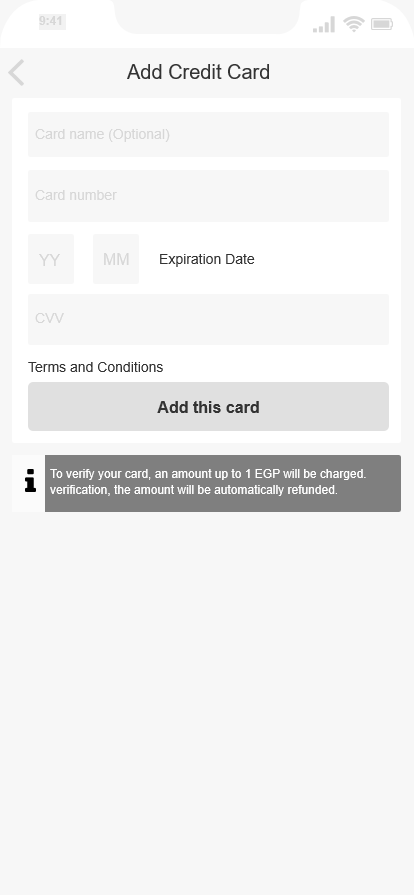 9:41
Add Credit Card
Card name (Optional)
Card number
YY MM Expiration Date
CVV
Terms and Conditions
Add this card
To verify your card, an amount up to 1 EGP will be charged.
verification, the amount will be automatically refunded.